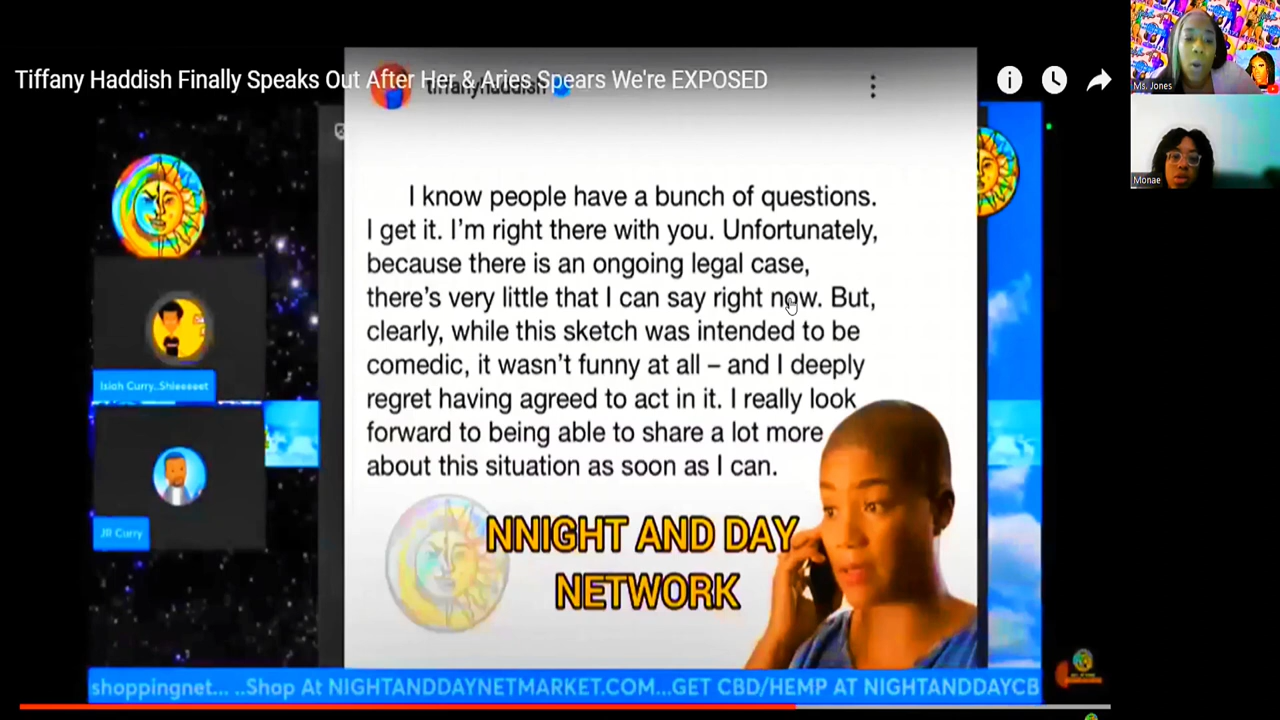 Tiffany Haddish Finally Speaks Out After Her & Aries Spears We're EXPOSED
tiffanyhaddish
I know people have a bunch of questions.
I get it. I'm right there with you. Unfortunately,
because there is an ongoing legal case,
there's very little that I can say right now. But,
clearly, while this sketch was intended to be
comedic, it wasn't funny at all – and I deeply
regret having agreed to act in it. I really look
forward to being able to share a lot more
about this situation as soon as I can.
NNIGHT AND DAY
NETWORK
Isiah Curry..Shieeeeet
JR Curry
shoppingnet... ..Shop At NIGHTANDDAYNETMARKET.COM...GET CBD/HEMP AT NIGHTANDDAYCB
Ms. Jones
Monae